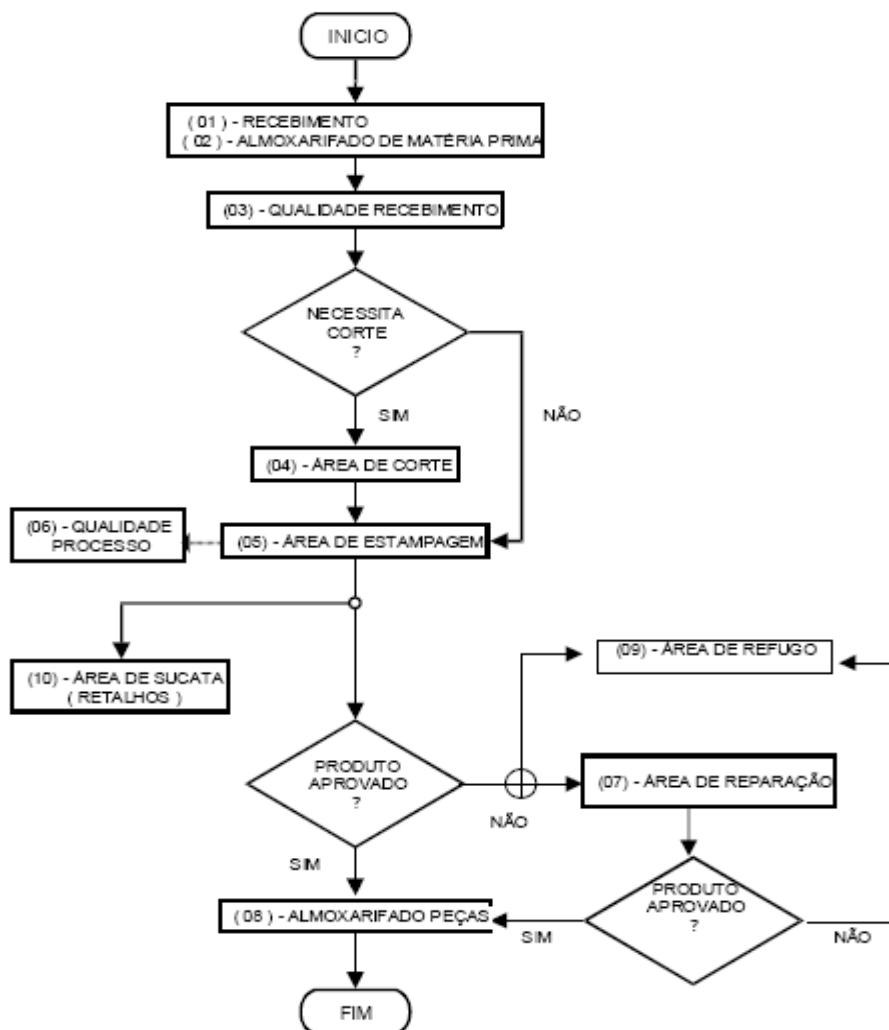 INICIO
( 01 ) - RECEBIMENTO
( 02 ) - ALMOXARIFADO DE MATÉRIA PRIMA
(03) - QUALIDADE RECEBIMENTO
NECESSITA
CORTE
?
SIM
NÃO
(04) - ÁREA DE CORTE
(06) - QUALIDADE
PROCESSO
(05) - ÁREA DE ESTAMPAGEM
(09) - ÁREA DE REFUGO
(10) - ÁREA DE SUCATA
( RETALHOS )
PRODUTO
APROVADO
?
(07) - ÁREA DE REPARAÇÃO
NÃO
SIM
PRODUTO
APROVADO
?
(08 ) - ALMOXARIFADO PEÇAS
SIM
NÃO
FIM